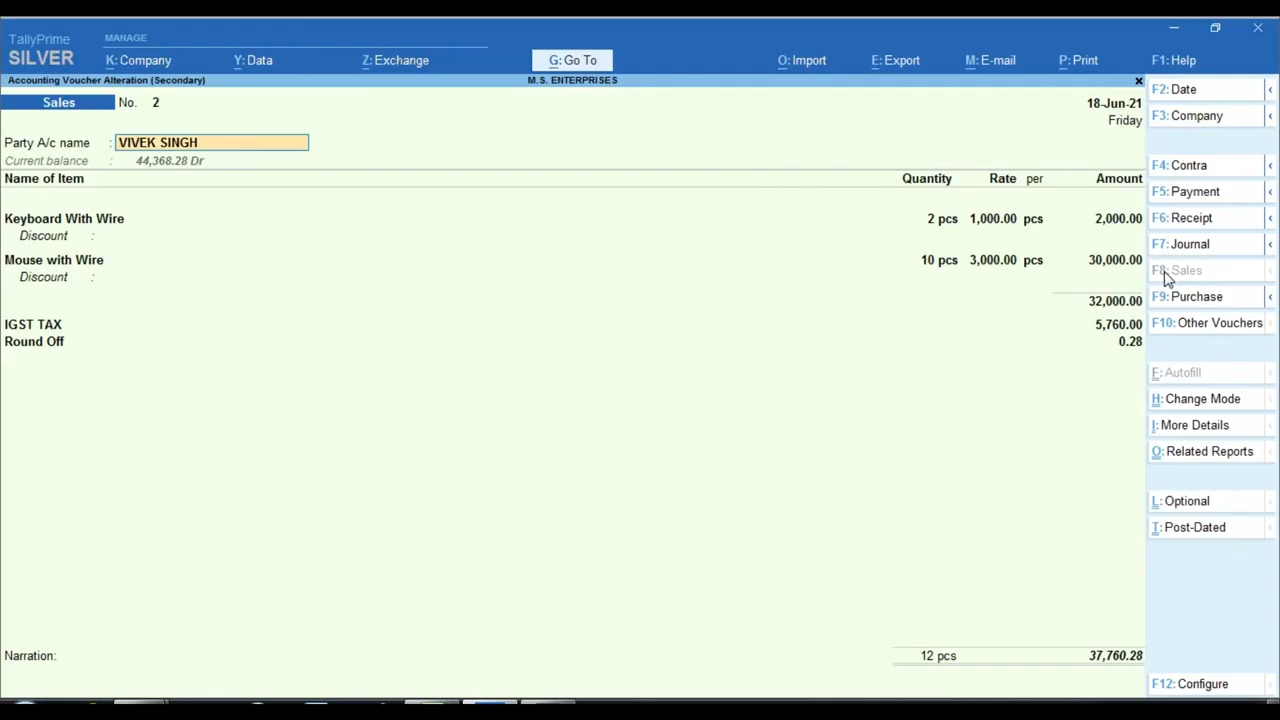 TallyPrime MANAGE
SILVER K: Company Y: Data Z: Exchange G: Go To O: Import E: Export M: E-mail P: Print F1: Help
Accounting Voucher Alteration (Secondary) M.S. ENTERPRISES
Sales No. 2 18-Jun-21
Friday
Party A/c name : VIVEK SINGH
Current balance : 44,368.28 Dr
Name of Item Quantity Rate per Amount
Keyboard With Wire 2 pcs 1,000.00 pcs 2,000.00
Discount :
Mouse with Wire 10 pcs 3,000.00 pcs 30,000.00
Discount :
32,000.00
IGST TAX 5,760.00
Round Off 0.28
Narration: 12 pcs 37,760.28
F2: Date
F3: Company
F4: Contra
F5: Payment
F6: Receipt
F7: Journal
F8: Sales
F9: Purchase
F10: Other Vouchers
F: Autofill
H: Change Mode
I: More Details
O: Related Reports
L: Optional
T: Post-Dated
F12: Configure